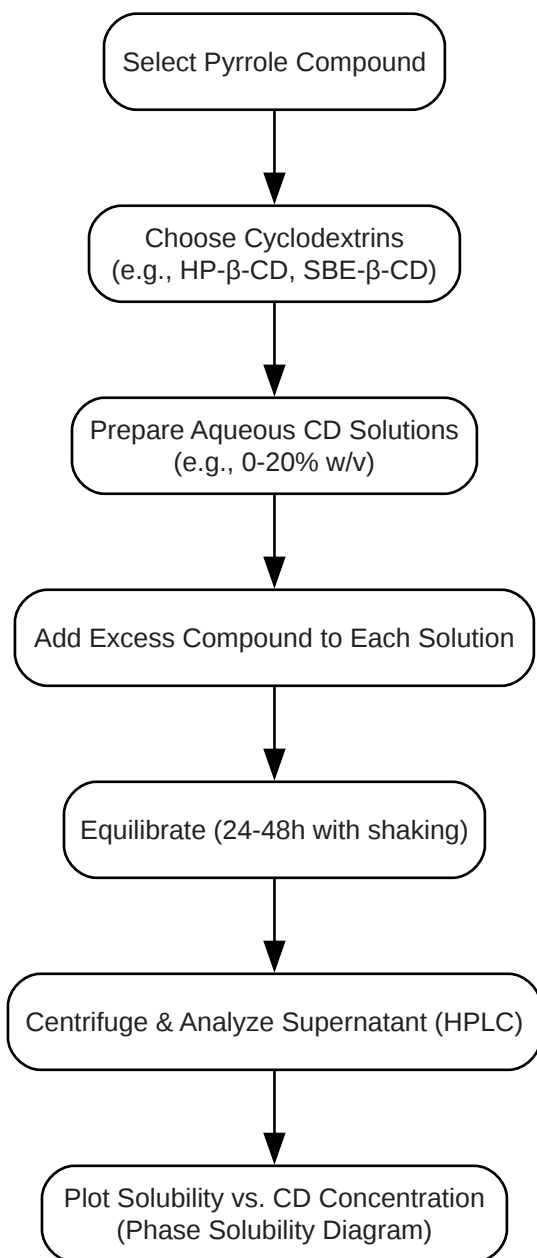 Select Pyrrole Compound
Choose Cyclodextrins
(e.g., HP-β-CD, SBE-β-CD)
Prepare Aqueous CD Solutions
(e.g., 0-20% w/v)
Add Excess Compound to Each Solution
Equilibrate (24-48h with shaking)
Centrifuge & Analyze Supernatant (HPLC)
Plot Solubility vs. CD Concentration
(Phase Solubility Diagram)